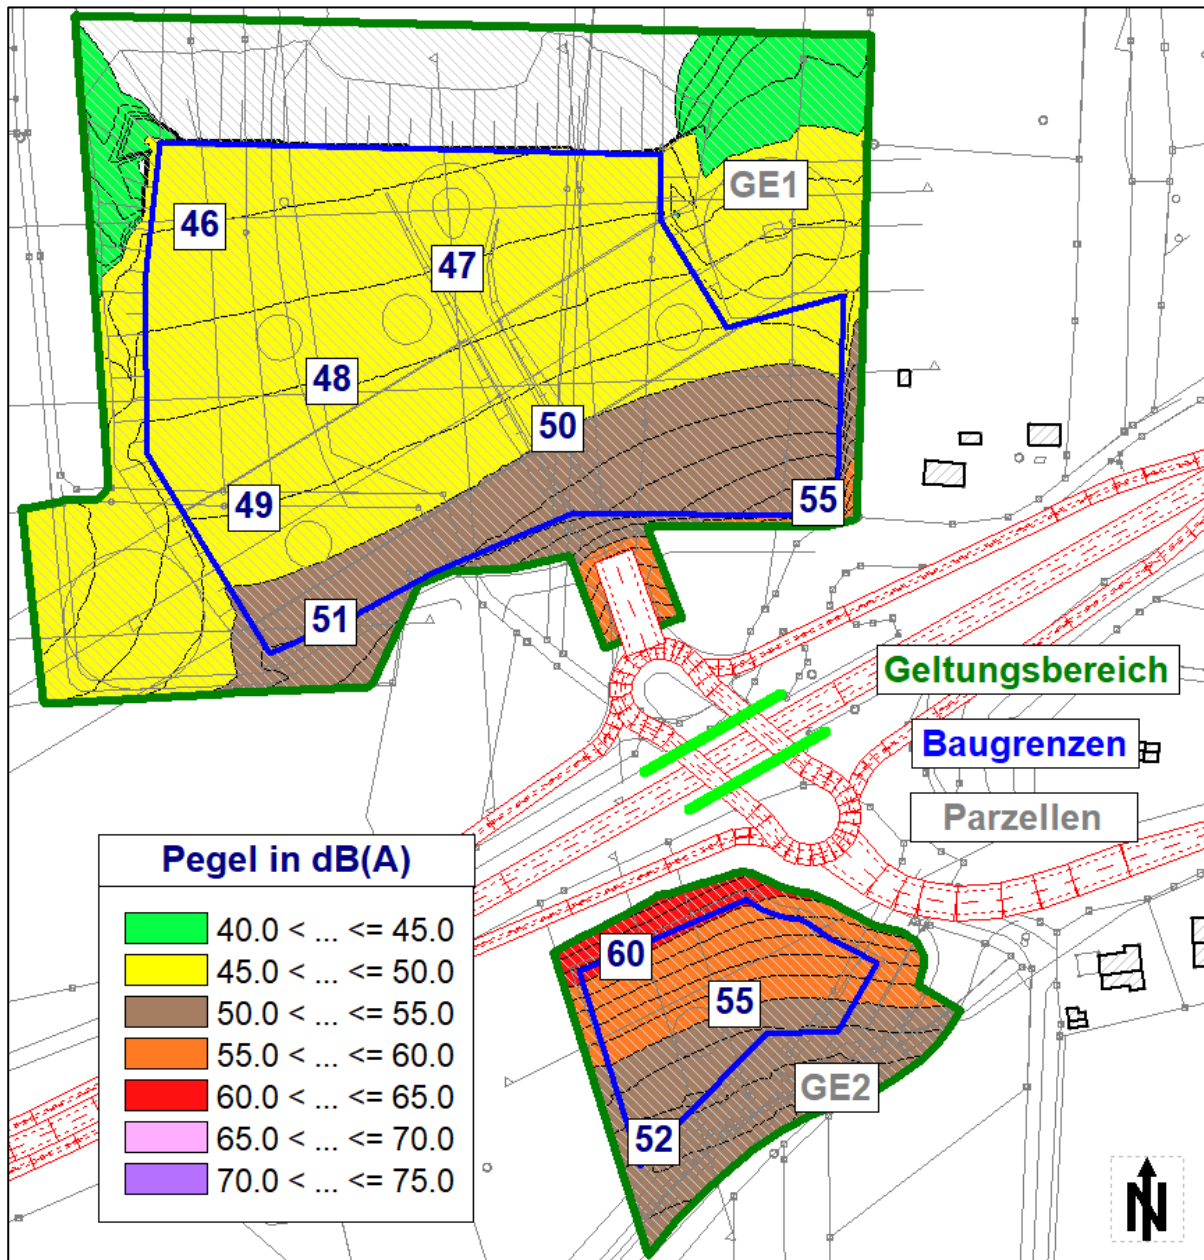 GE1
46
47
48
50
49
55
51
Geltungsbereich
Baugrenzen
Parzellen
Pegel in dB(A)
40.0 < ... <= 45.0
45.0 < ... <= 50.0
50.0 < ... <= 55.0
55.0 < ... <= 60.0
60.0 < ... <= 65.0
65.0 < ... <= 70.0
70.0 < ... <= 75.0
60
55
GE2
52
N